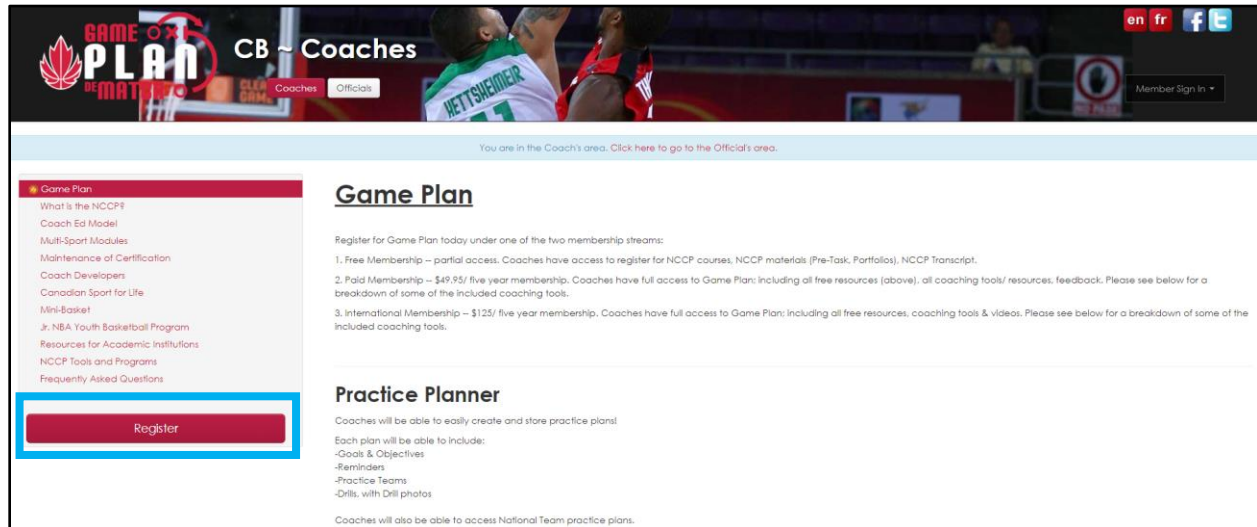 GAME
PLAN
DE MATCH
CB ~ Coaches
Coaches
Officials
HETTSHEIMEIR
en
fr
Member Sign In
You are in the Coach's area. Click here to go to the Official's area.
Game Plan
What is the NCCP?
Coach Ed Model
Multi-Sport Modules
Maintenance of Certification
Coach Developers
Canadian Sport for Life
Mini-Basket
Jr. NBA Youth Basketball Program
Resources for Academic Institutions
NCCP Tools and Programs
Frequently Asked Questions
Register
Game Plan
Register for Game Plan today under one of the two membership streams:
1. Free Membership -- partial access. Coaches have access to register for NCCP courses, NCCP materials (Pre-Task, Portfolios), NCCP Transcript.
2. Paid Membership -- $49.95/ five year membership. Coaches have full access to Game Plan; including all free resources (above), all coaching tools/ resources, feedback. Please see below for a
breakdown of some of the included coaching tools.
3. International Membership -- $125/ five year membership. Coaches have full access to Game Plan; including all free resources, coaching tools & videos. Please see below for a breakdown of some of the
included coaching tools.
Practice Planner
Coaches will be able to easily create and store practice plans!
Each plan will be able to include:
-Goals & Objectives
-Reminders
-Practice Teams
-Drills, with Drill photos
Coaches will also be able to access National Team practice plans.